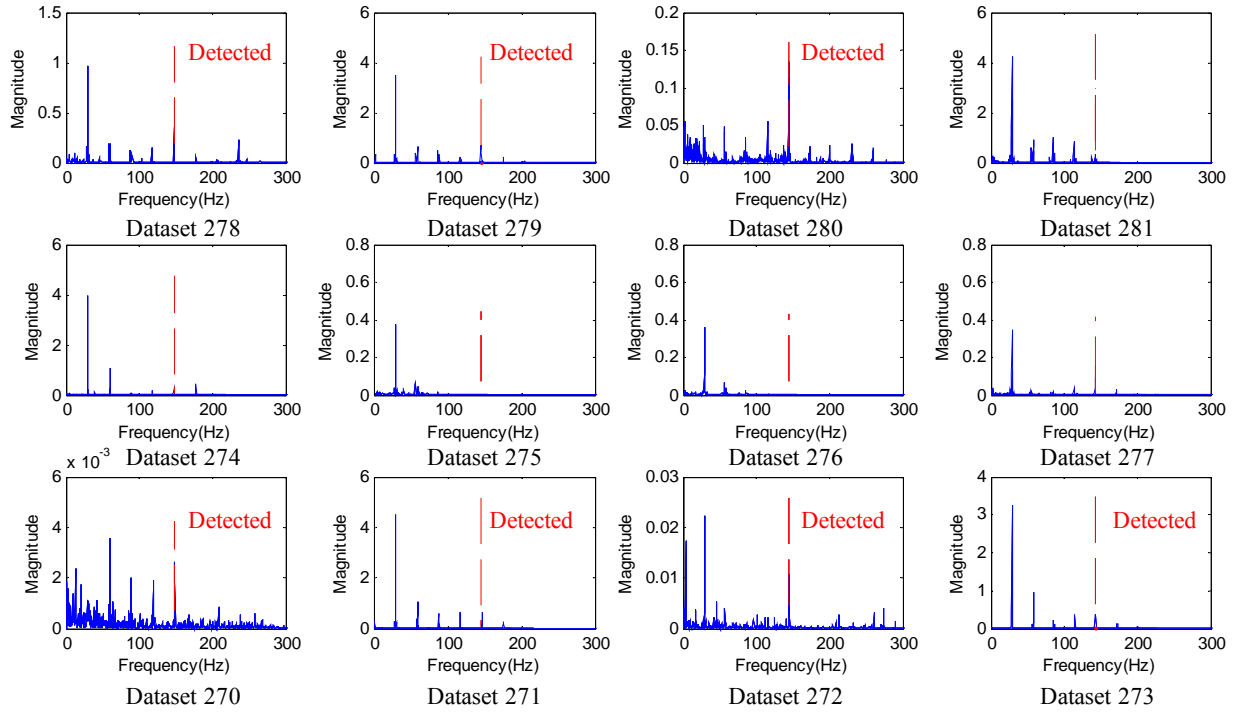 1.5
1
0.5
0
Magnitude
Detected
0 100 200 300
Frequency(Hz)
Dataset 278
6
4
2
0
Magnitude
Detected
0 100 200 300
Frequency(Hz)
Dataset 279
0.2
0.15
0.1
0.05
0
Magnitude
Detected
0 100 200 300
Frequency(Hz)
Dataset 280
6
4
2
0
Magnitude
0 100 200 300
Frequency(Hz)
Dataset 281
6
4
2
0
Magnitude
0 100 200 300
Frequency(Hz)
Dataset 274
0.8
0.6
0.4
0.2
0
Magnitude
0 100 200 300
Frequency(Hz)
Dataset 275
0.8
0.6
0.4
0.2
0
Magnitude
0 100 200 300
Frequency(Hz)
Dataset 276
0.8
0.6
0.4
0.2
0
Magnitude
0 100 200 300
Frequency(Hz)
Dataset 277
x 10^-3
6
4
2
0
Magnitude
Detected
0 100 200 300
Frequency(Hz)
Dataset 270
6
4
2
0
Magnitude
0 100 200 300
Frequency(Hz)
Dataset 271
0.03
0.02
0.01
0
Magnitude
Detected
0 100 200 300
Frequency(Hz)
Dataset 272
4
3
2
1
0
Magnitude
Detected
0 100 200 300
Frequency(Hz)
Dataset 273